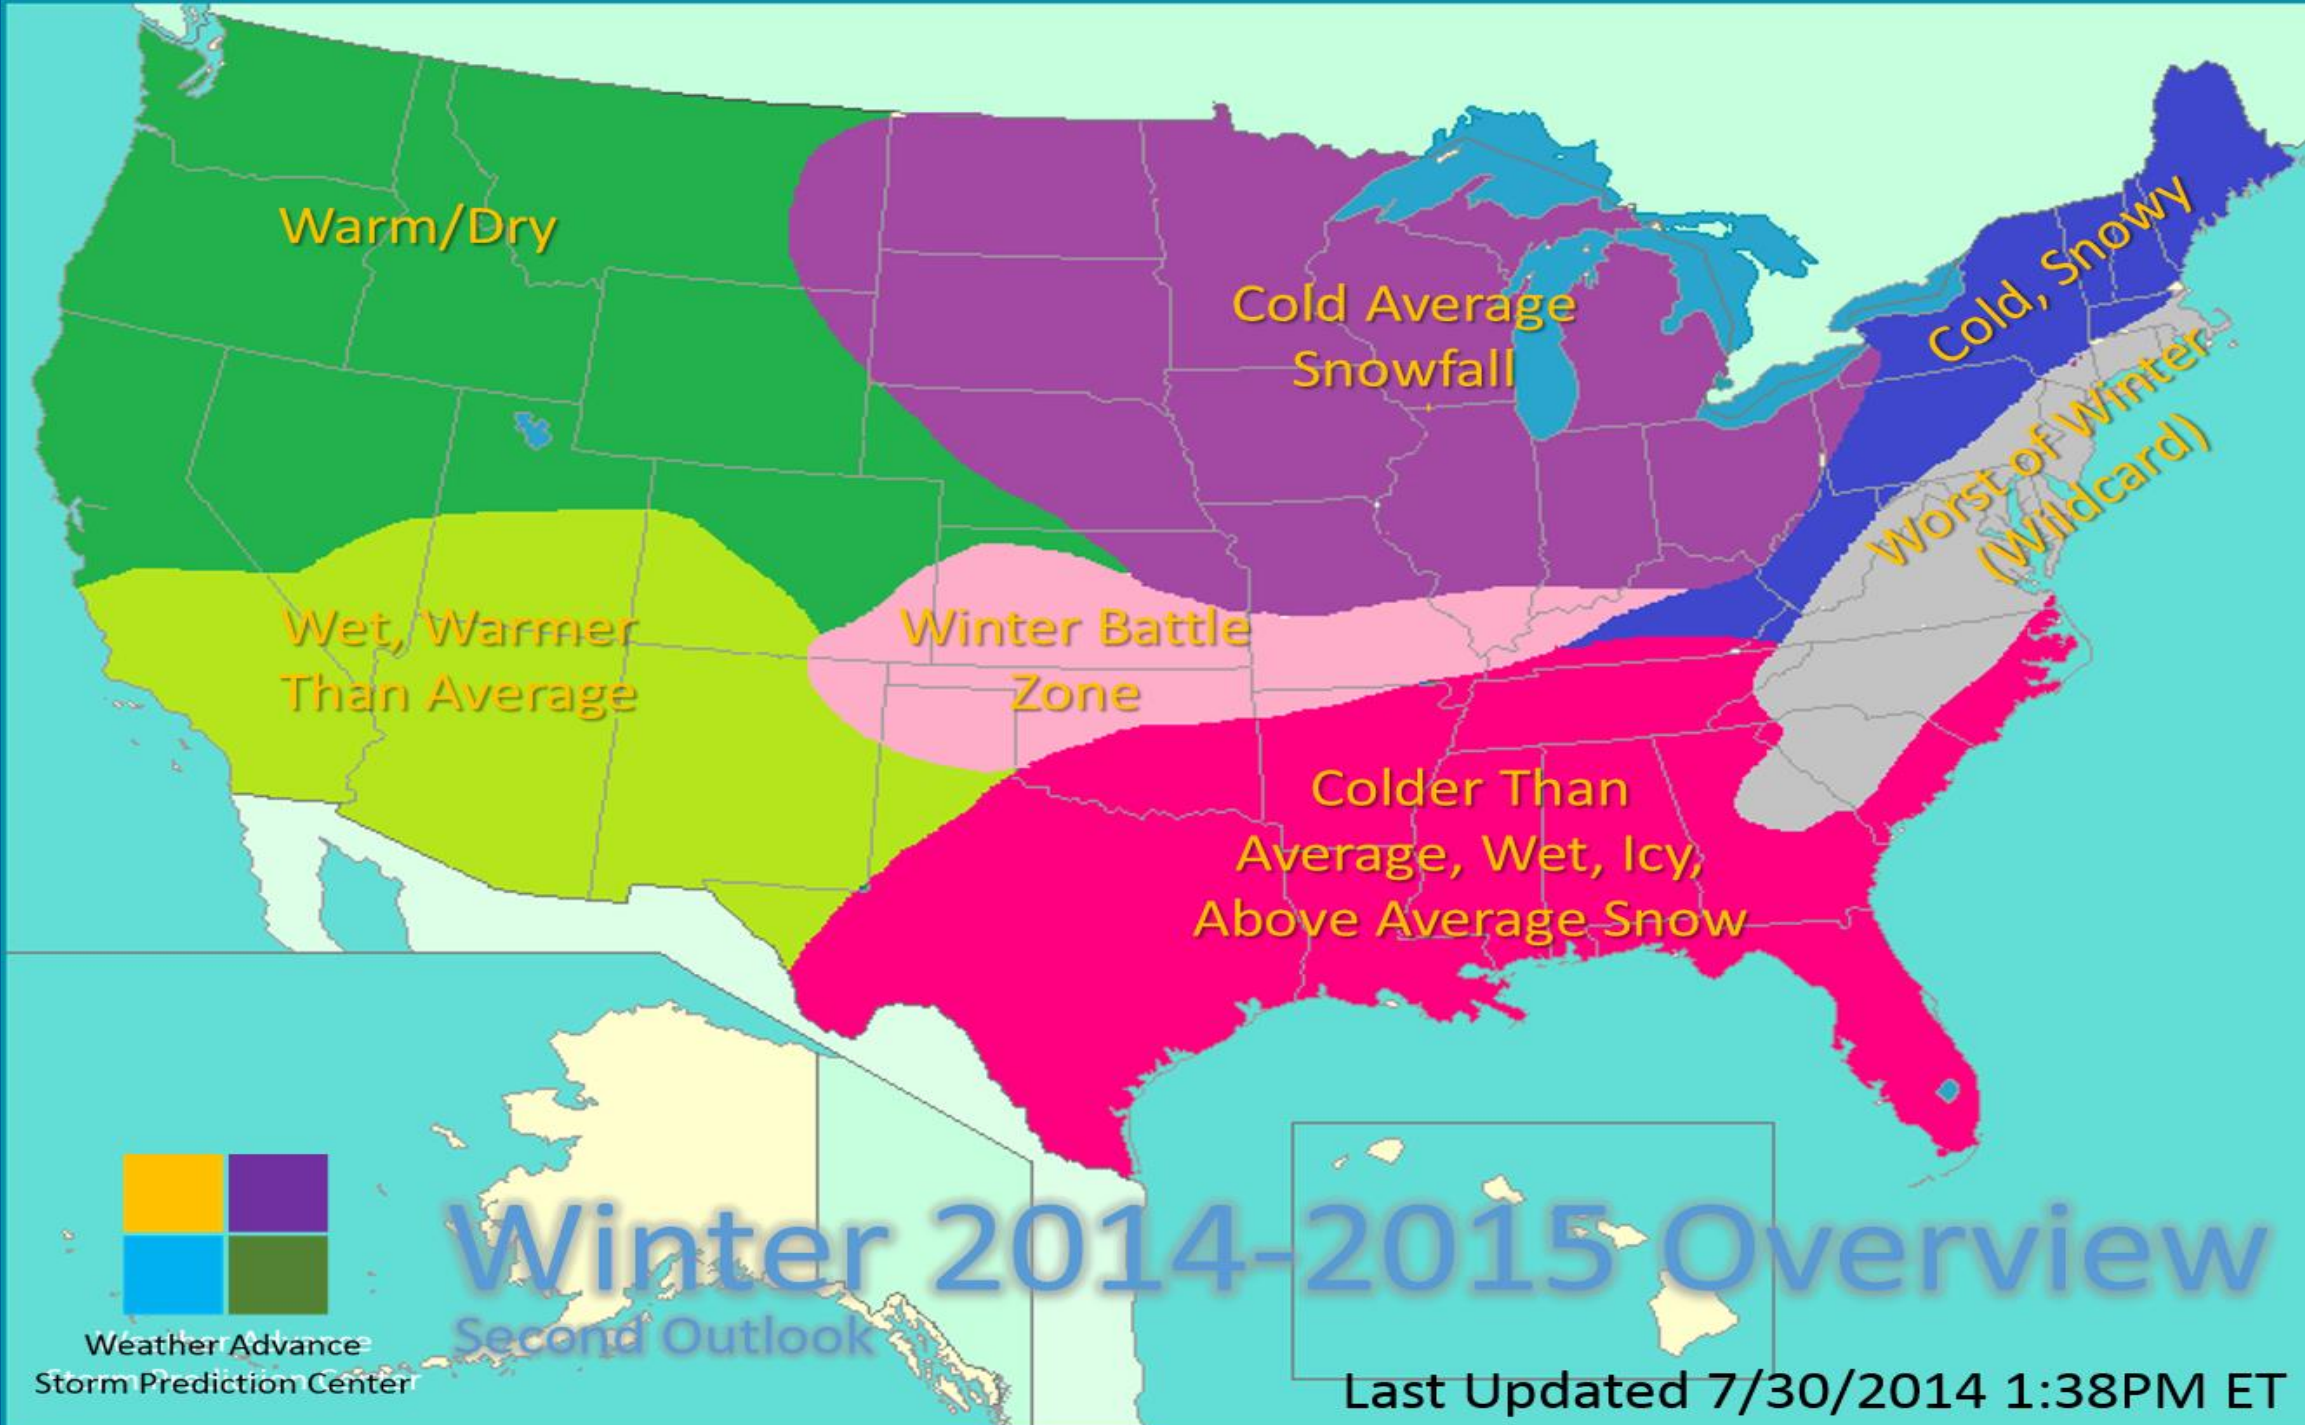 Warm/Dry
Cold Average
Snowfall
Cold, Snowy
Worst of Winter
(Wildcard)
Wet, Warmer
Than Average
Winter Battle
Zone
Colder Than
Average, Wet, Icy,
Above Average Snow
Winter 2014-2015 Overview
Second Outlook
Weather Advance
Storm Prediction Center
Last Updated 7/30/2014 1:38PM ET